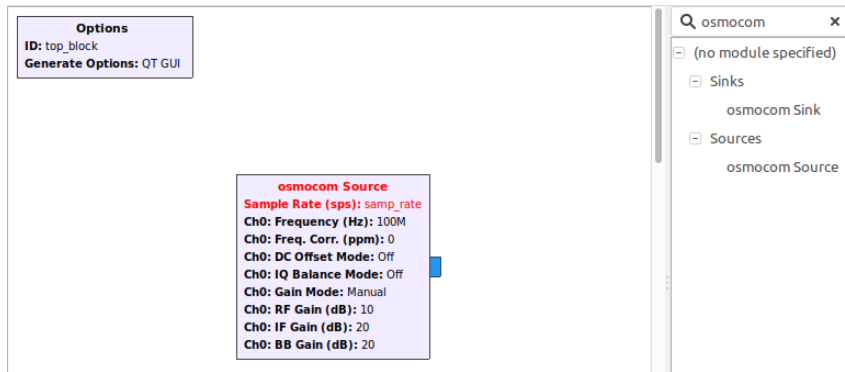 Options
ID: top_block
Generate Options: QT GUI
osmocom Source
Sample Rate (sps): samp_rate
Ch0: Frequency (Hz): 100M
Ch0: Freq. Corr. (ppm): 0
Ch0: DC Offset Mode: Off
Ch0: IQ Balance Mode: Off
Ch0: Gain Mode: Manual
Ch0: RF Gain (dB): 10
Ch0: IF Gain (dB): 20
Ch0: BB Gain (dB): 20
osmocom
(no module specified)
Sinks
osmocom Sink
Sources
osmocom Source